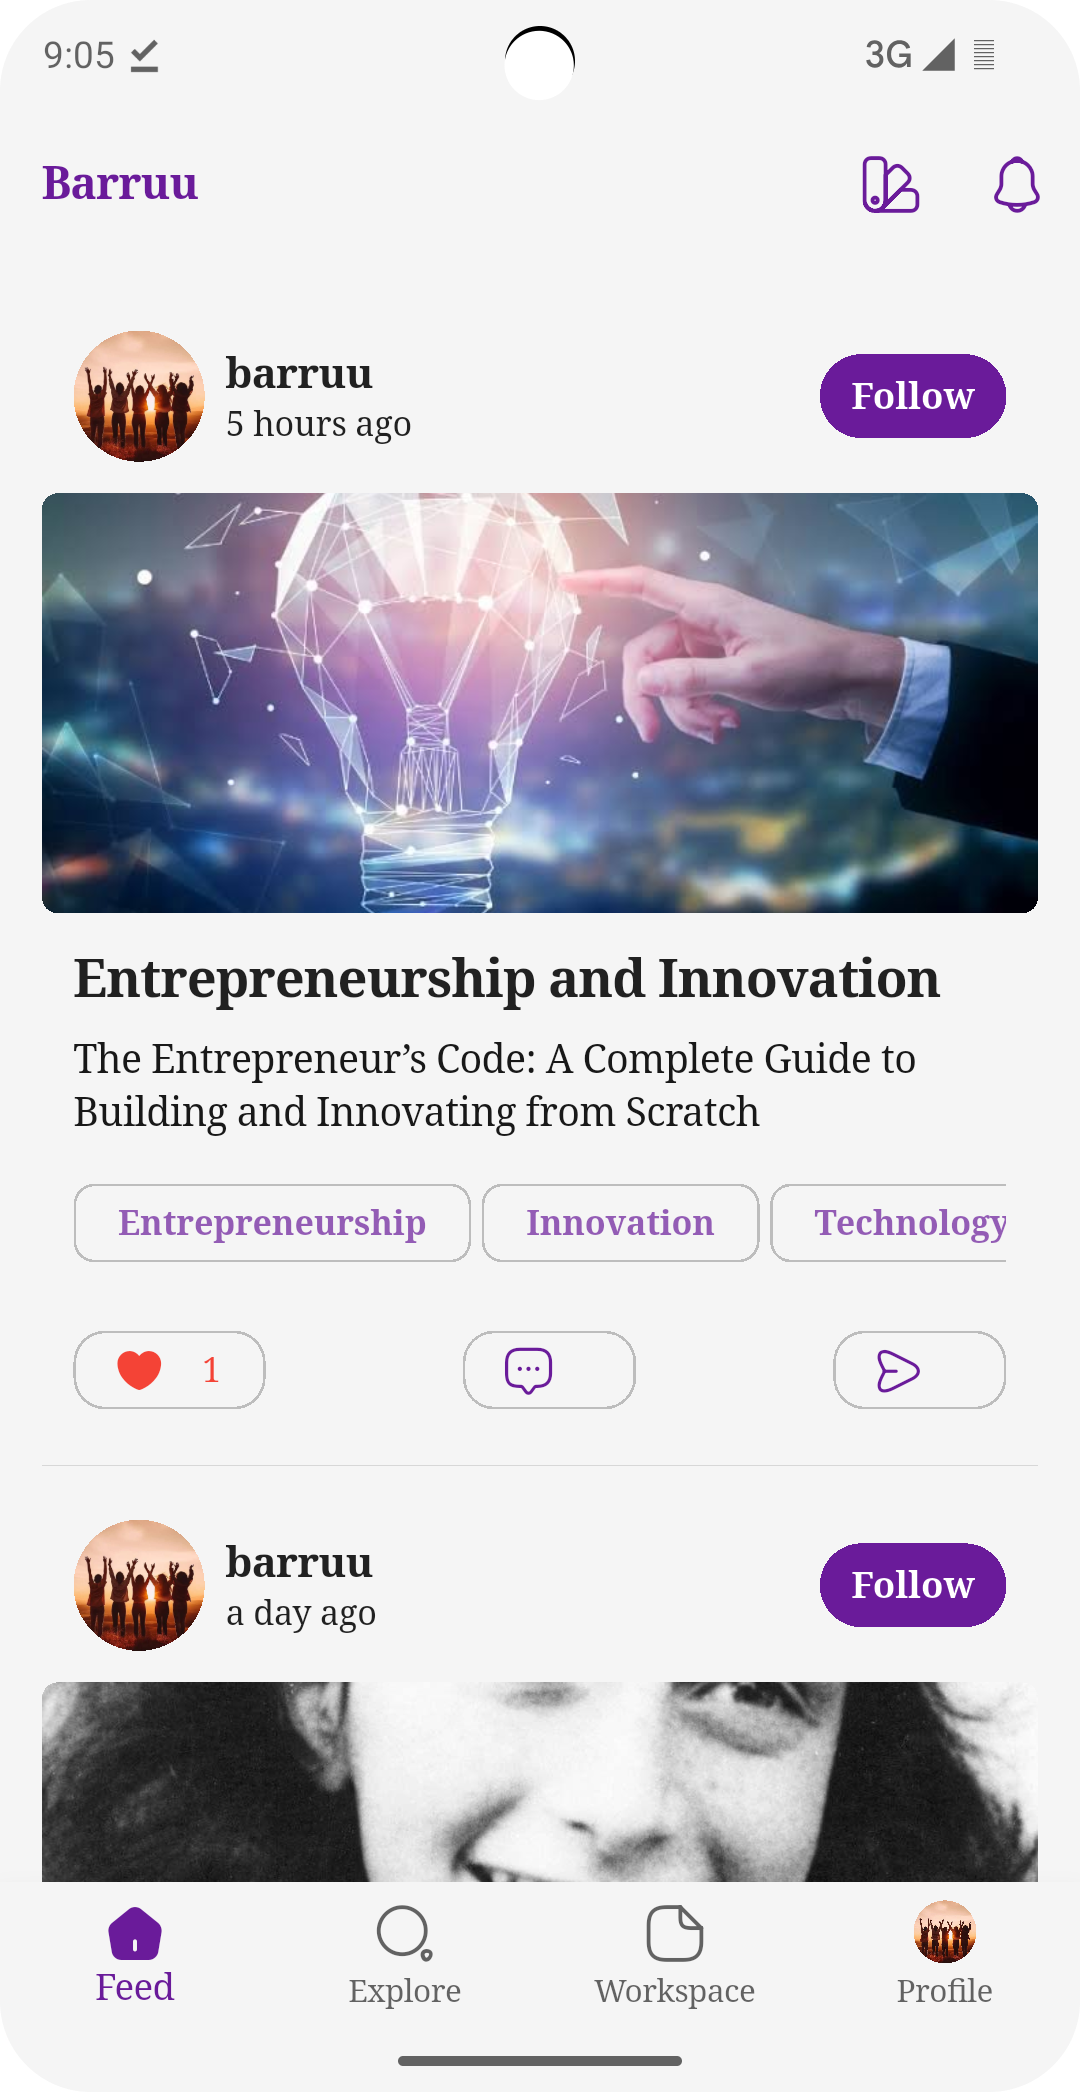 9:05
3G
Barruu
barruu
5 hours ago
Follow
Entrepreneurship and Innovation
The Entrepreneur’s Code: A Complete Guide to
Building and Innovating from Scratch
Entrepreneurship
Innovation
Technology
1
barruu
a day ago
Follow
Feed
Explore
Workspace
Profile